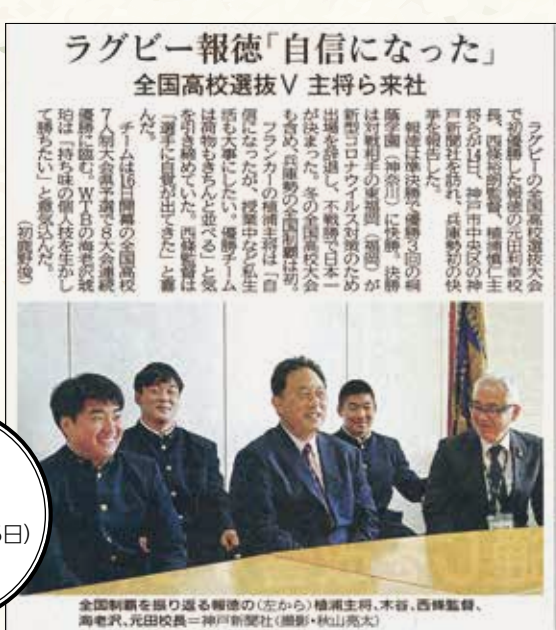 ラグビー報徳「自信になった」
全国高校選抜V 主将ら来社
ラグビーの全国高校選抜大会
で初優勝した報徳の元田利卓校
長、西條裕朗監督、植浦慎仁主
将らが14日、神戸市中央区の神
戸新聞社を訪れ、兵庫勢初の快
挙を報告した。
報徳は準決勝で優勝3回の桐
蔭学園(神奈川)に快勝。決勝
は対戦相手の東福岡(福岡)が
新型コロナウイルス対策のため
出場を辞退し、不戦勝で日本一
が決まった。冬の全国高校大会
も含め、兵庫勢の全国制覇は初。
フランカーの植浦主将は「自
信になったが、授業中など私生
活も大事にしたい。優勝チーム
は荷物もきちんと並べる」と気
を引き締めていた。西條監督は
「選手に自覚が出てきた」と喜
んだ。
チームは16日開幕の全国高校
7人制大会県予選で8大会連続
優勝に臨む。WTBの海老沢琥
珀は「持ち味の個人技を生かし
て勝ちたい」と意気込んだ。
(初鹿野俊)
日)
全国制覇を振り返る報徳の(左から)植浦主将、木谷、西條監督、
海老沢、元田校長=神戸新聞社(撮影・秋山亮太)